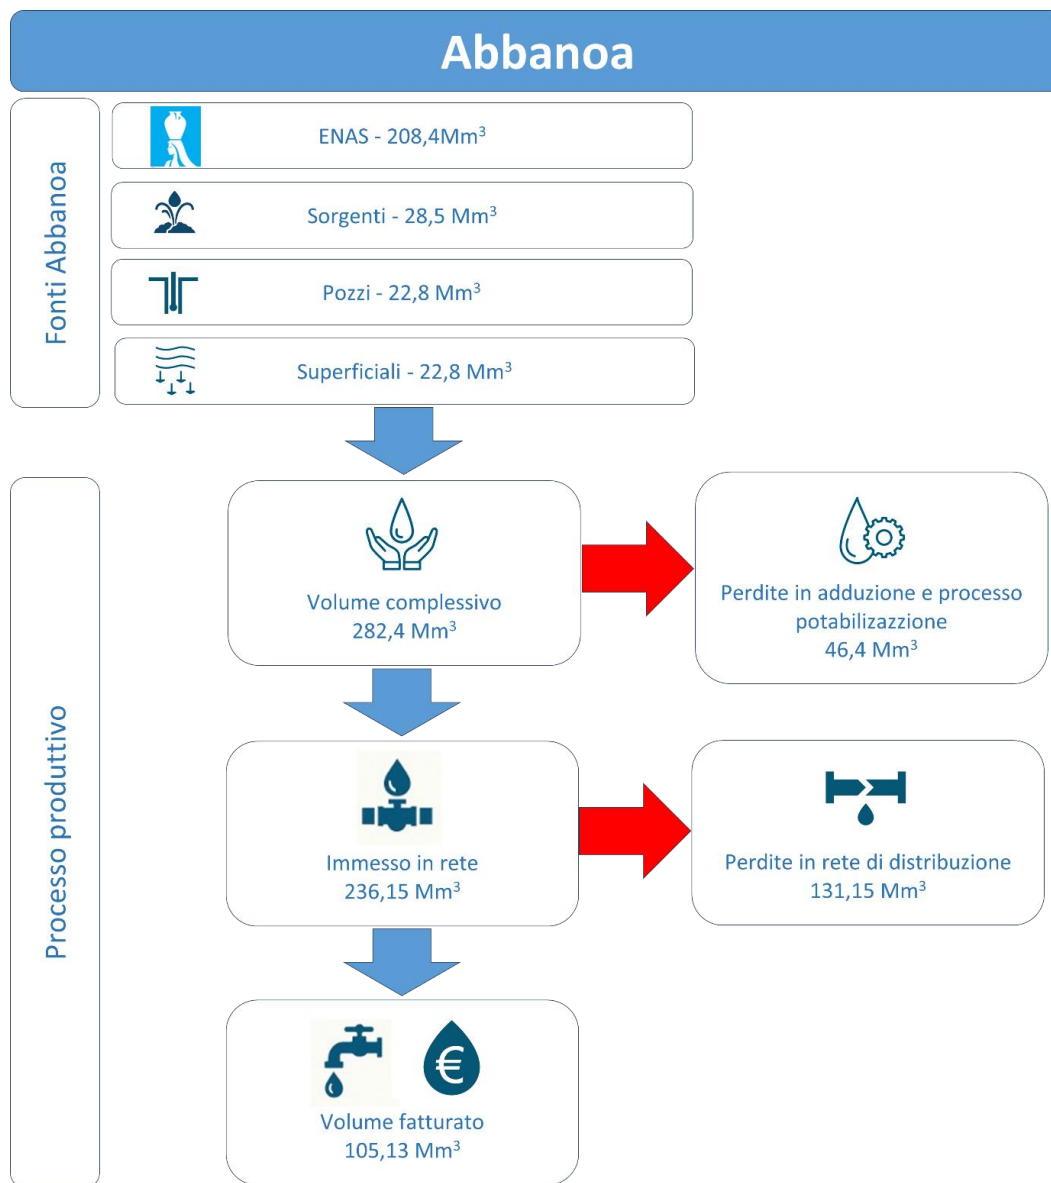 Abbanoa
Fonti Abbanoa
ENAS - 208,4Mm³
Sorgenti - 28,5 Mm³
Pozzi - 22,8 Mm³
Superficiali - 22,8 Mm³
Processo produttivo
Volume complessivo
282,4 Mm³
Perdite in adduzione e processo
potabilizazzione
46,4 Mm³
Immesso in rete
236,15 Mm³
Perdite in rete di distribuzione
131,15 Mm³
€
Volume fatturato
105,13 Mm³